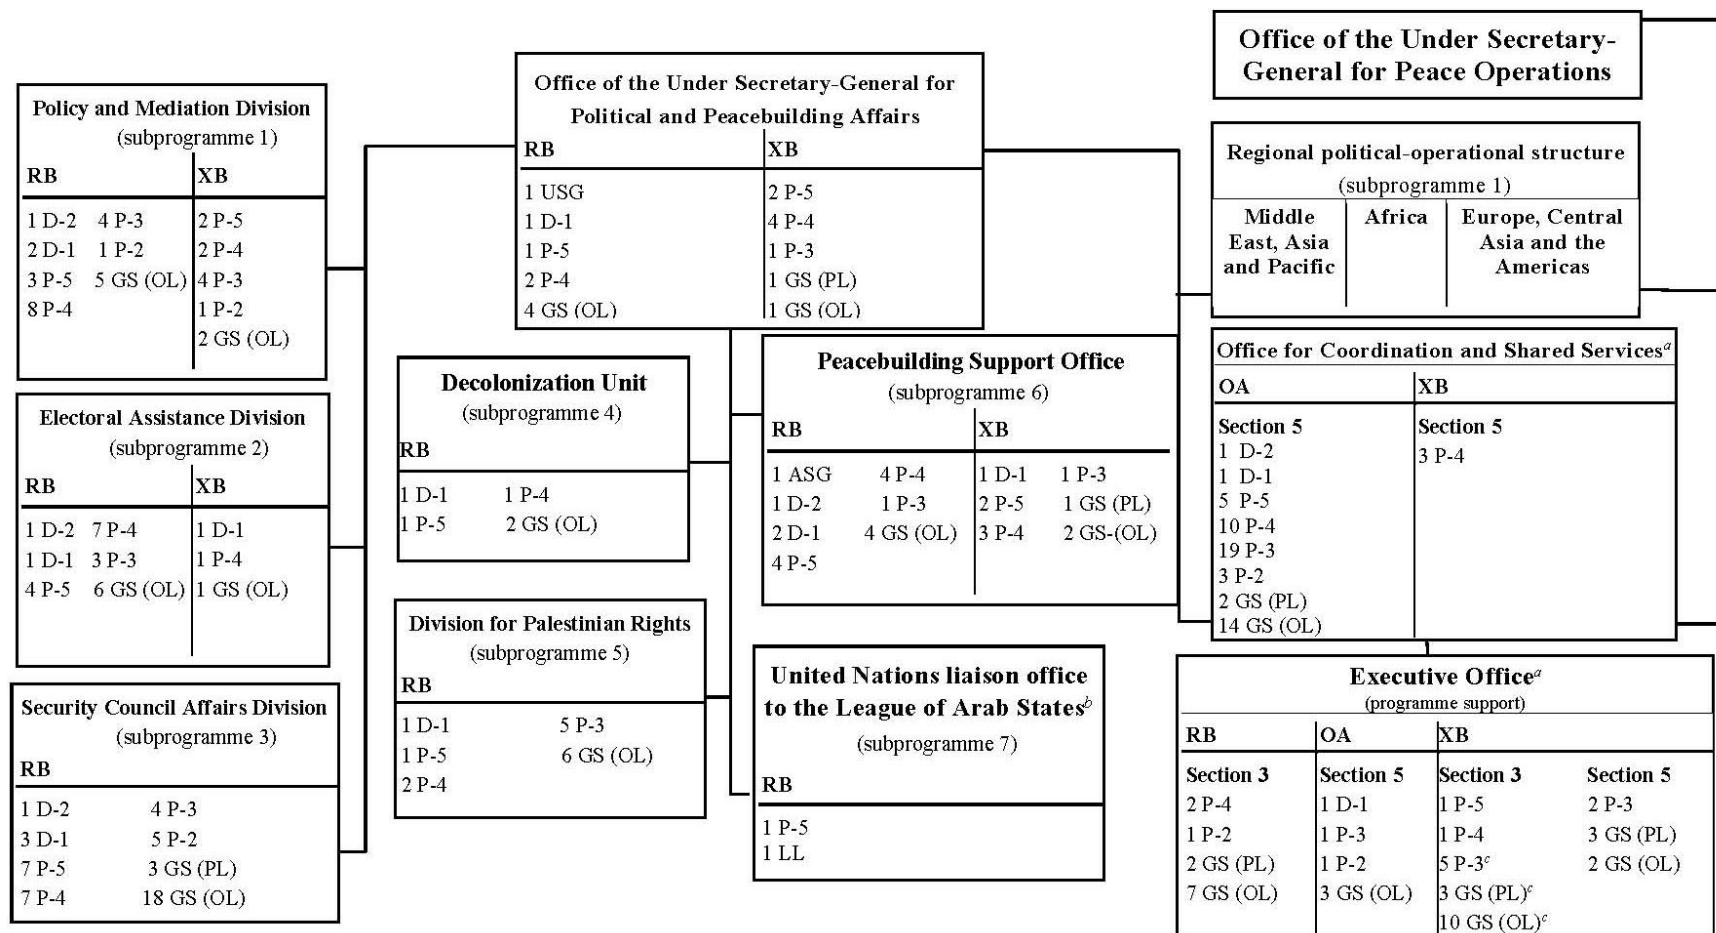 Policy and Mediation Division
(subprogramme 1)
RB XB
1 D-2 4 P-3 2 P-5
2 D-1 1 P-2 2 P-4
3 P-5 5 GS (OL) 4 P-3
8 P-4 1 P-2
2 GS (OL)
Electoral Assistance Division
(subprogramme 2)
RB XB
1 D-2 7 P-4 1 D-1
1 D-1 3 P-3 1 P-4
4 P-5 6 GS (OL) 1 GS (OL)
Security Council Affairs Division
(subprogramme 3)
RB
1 D-2 4 P-3
3 D-1 5 P-2
7 P-5 3 GS (PL)
7 P-4 18 GS (OL)
Office of the Under Secretary-General for
Political and Peacebuilding Affairs
RB XB
1 USG 2 P-5
1 D-1 4 P-4
1 P-5 1 P-3
2 P-4 1 GS (PL)
4 GS (OL) 1 GS (OL)
Decolonization Unit
(subprogramme 4)
RB
1 D-1 1 P-4
1 P-5 2 GS (OL)
Division for Palestinian Rights
(subprogramme 5)
RB
1 D-1 5 P-3
1 P-5 6 GS (OL)
2 P-4
Peacebuilding Support Office
(subprogramme 6)
RB XB
1 ASG 4 P-4 1 D-1 1 P-3
1 D-2 1 P-3 2 P-5 1 GS (PL)
2 D-1 4 GS (OL) 3 P-4 2 GS-(OL)
4 P-5
United Nations liaison office
to the League of Arab States^b
(subprogramme 7)
RB
1 P-5
1 LL
Office of the Under Secretary-
General for Peace Operations
Regional political-operational structure
(subprogramme 1)
Middle Africa Europe, Central
East, Asia Asia and the
and Pacific Americas
Office for Coordination and Shared Services^a
OA XB
Section 5 Section 5
1 D-2 3 P-4
1 D-1
5 P-5
10 P-4
19 P-3
3 P-2
2 GS (PL)
14 GS (OL)
Executive Office^a
(programme support)
RB OA XB
Section 3 Section 5 Section 3 Section 5
2 P-4 1 D-1 1 P-5 2 P-3
1 P-2 1 P-3 1 P-4 3 GS (PL)
2 GS (PL) 1 P-2 5 P-3^c 2 GS (OL)
7 GS (OL) 3 GS (OL) 3 GS (PL)^c
10 GS (OL)^c